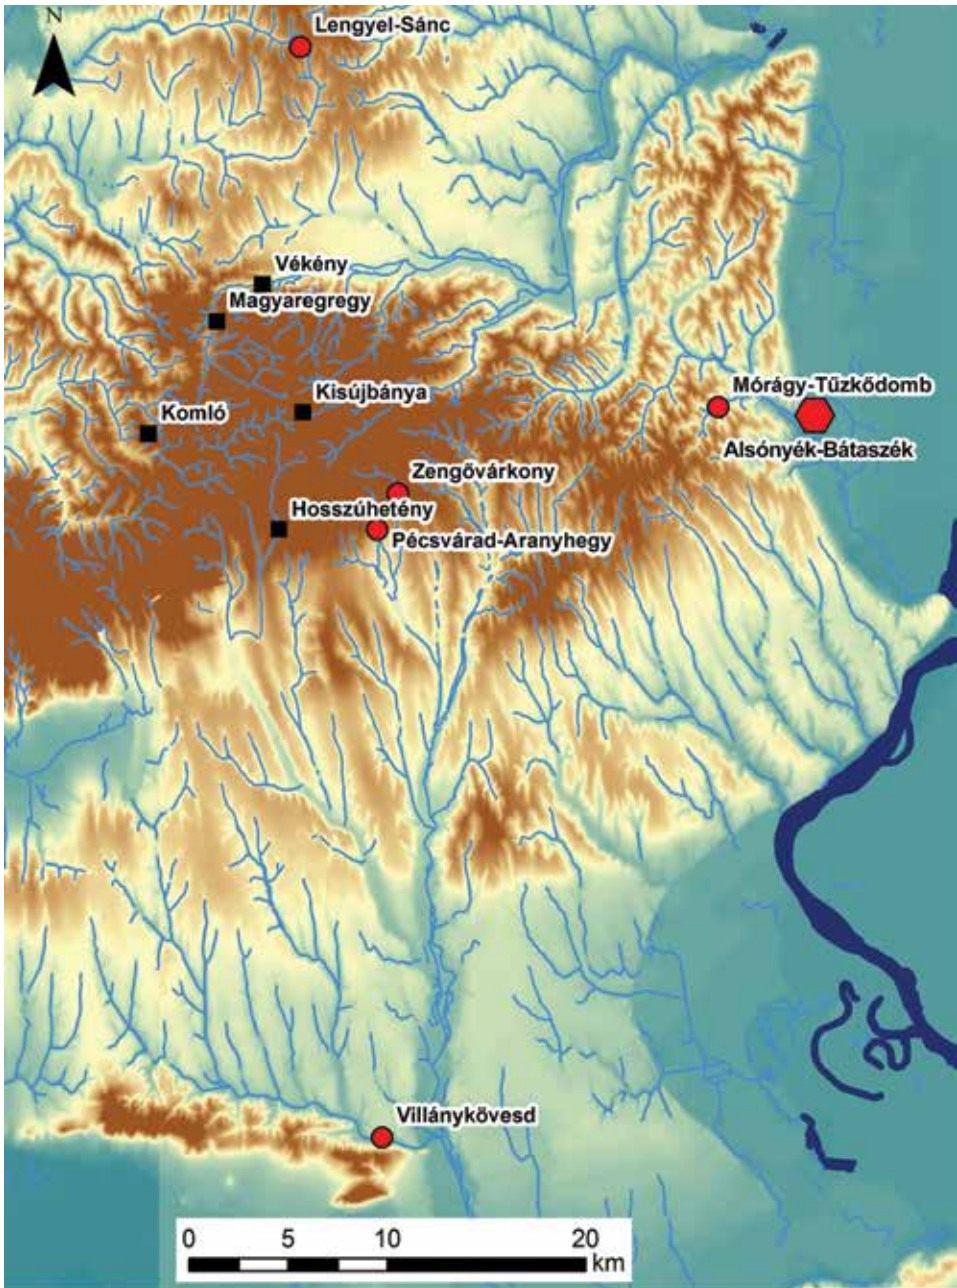 N
Lengyel-Sánc
Vékény
Magyaregregy
Kisújbánya
Komló
Mórágy-Tűzkődomb
Alsónyék-Bátaszék
Zengővárkony
Hosszúhetény
Pécsvárad-Aranyhegy
Villánykövesd
0 5 10 20
km